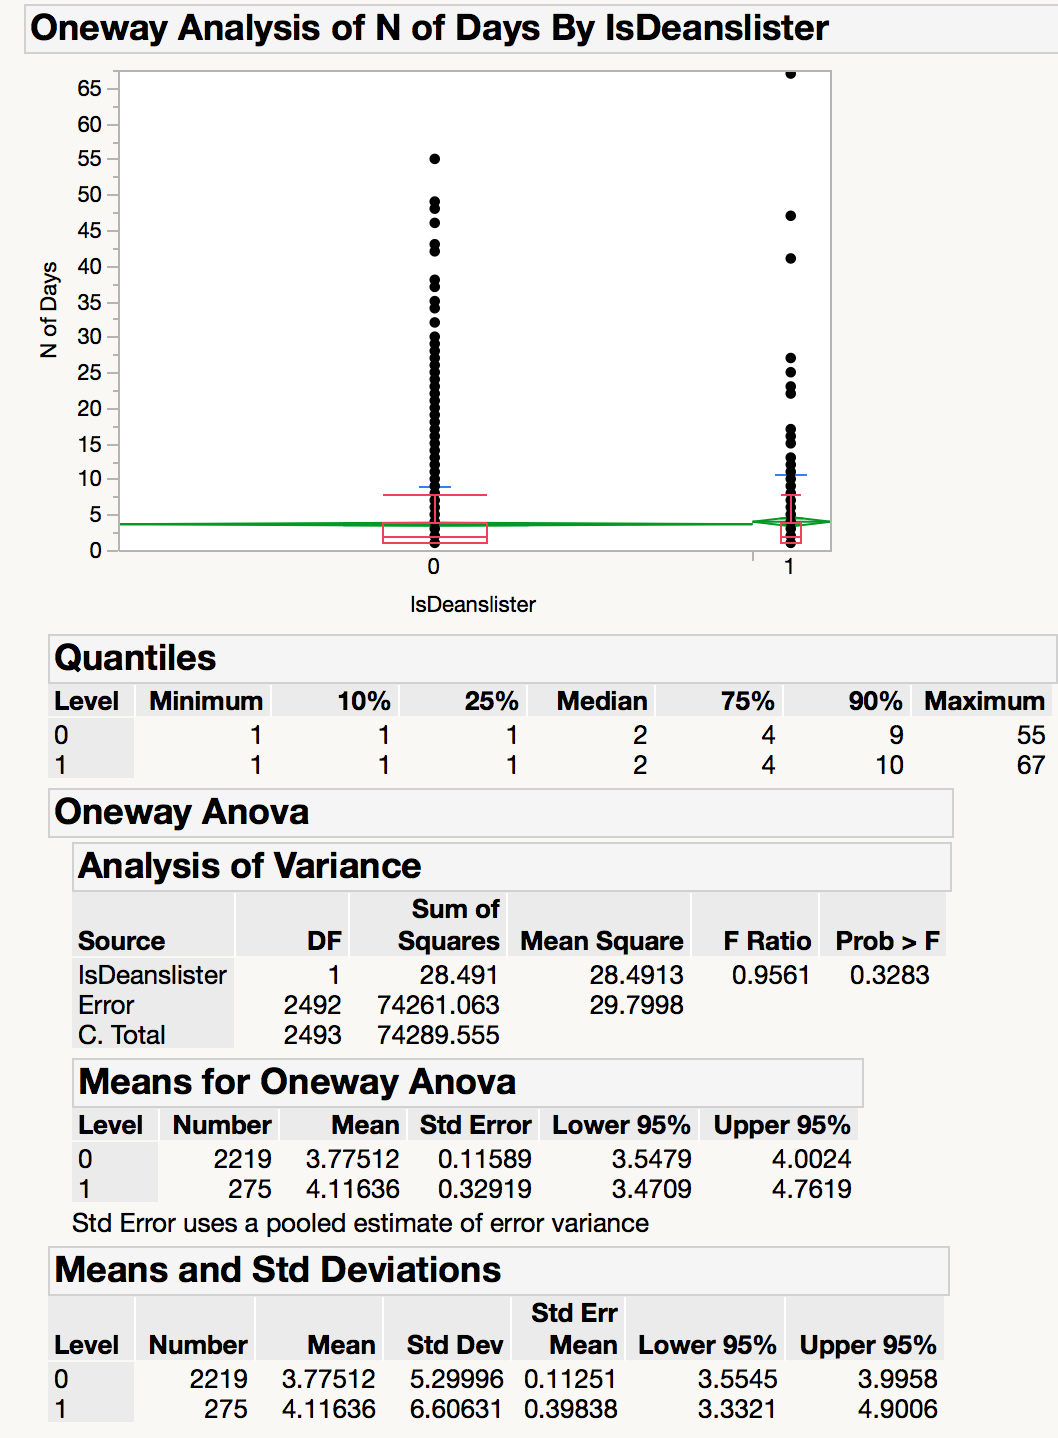 Oneway Analysis of N of Days By IsDeanslister
65
60
55
50
45
40
35
30
25
20
15
10
5
0
N of Days
0 1
IsDeanslister
Quantiles
Level Minimum 10% 25% Median 75% 90% Maximum
0 1 1 1 2 4 9 55
1 1 1 1 2 4 10 67
Oneway Anova
Analysis of Variance
Sum of
Source DF Squares Mean Square F Ratio Prob > F
IsDeanslister 1 28.491 28.4913 0.9561 0.3283
Error 2492 74261.063 29.7998
C. Total 2493 74289.555
Means for Oneway Anova
Level Number Mean Std Error Lower 95% Upper 95%
0 2219 3.77512 0.11589 3.5479 4.0024
1 275 4.11636 0.32919 3.4709 4.7619
Std Error uses a pooled estimate of error variance
Means and Std Deviations
Std Err
Level Number Mean Std Dev Mean Lower 95% Upper 95%
0 2219 3.77512 5.29996 0.11251 3.5545 3.9958
1 275 4.11636 6.60631 0.39838 3.3321 4.9006